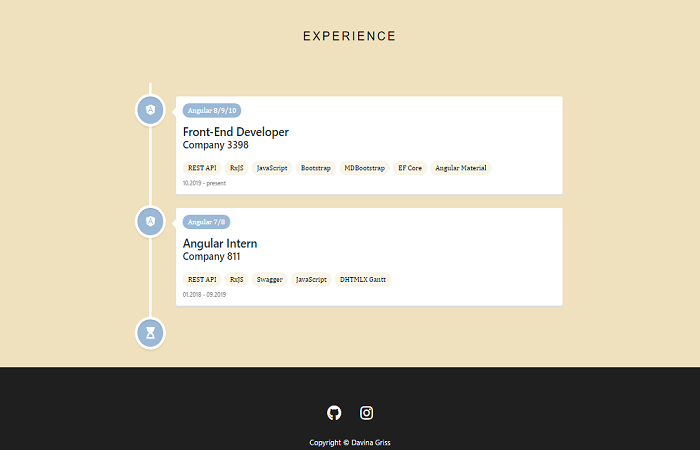 EXPERIENCE
Angular 8/9/10
Front-End Developer
Company 3398
REST API RxJS JavaScript Bootstrap MDBootstrap EF Core Angular Material
10.2019 - present
Angular 7/8
Angular Intern
Company 811
REST API RxJS Swagger JavaScript DHTMLX Gantt
01.2018 - 09.2019
Copyright © Davina Griss